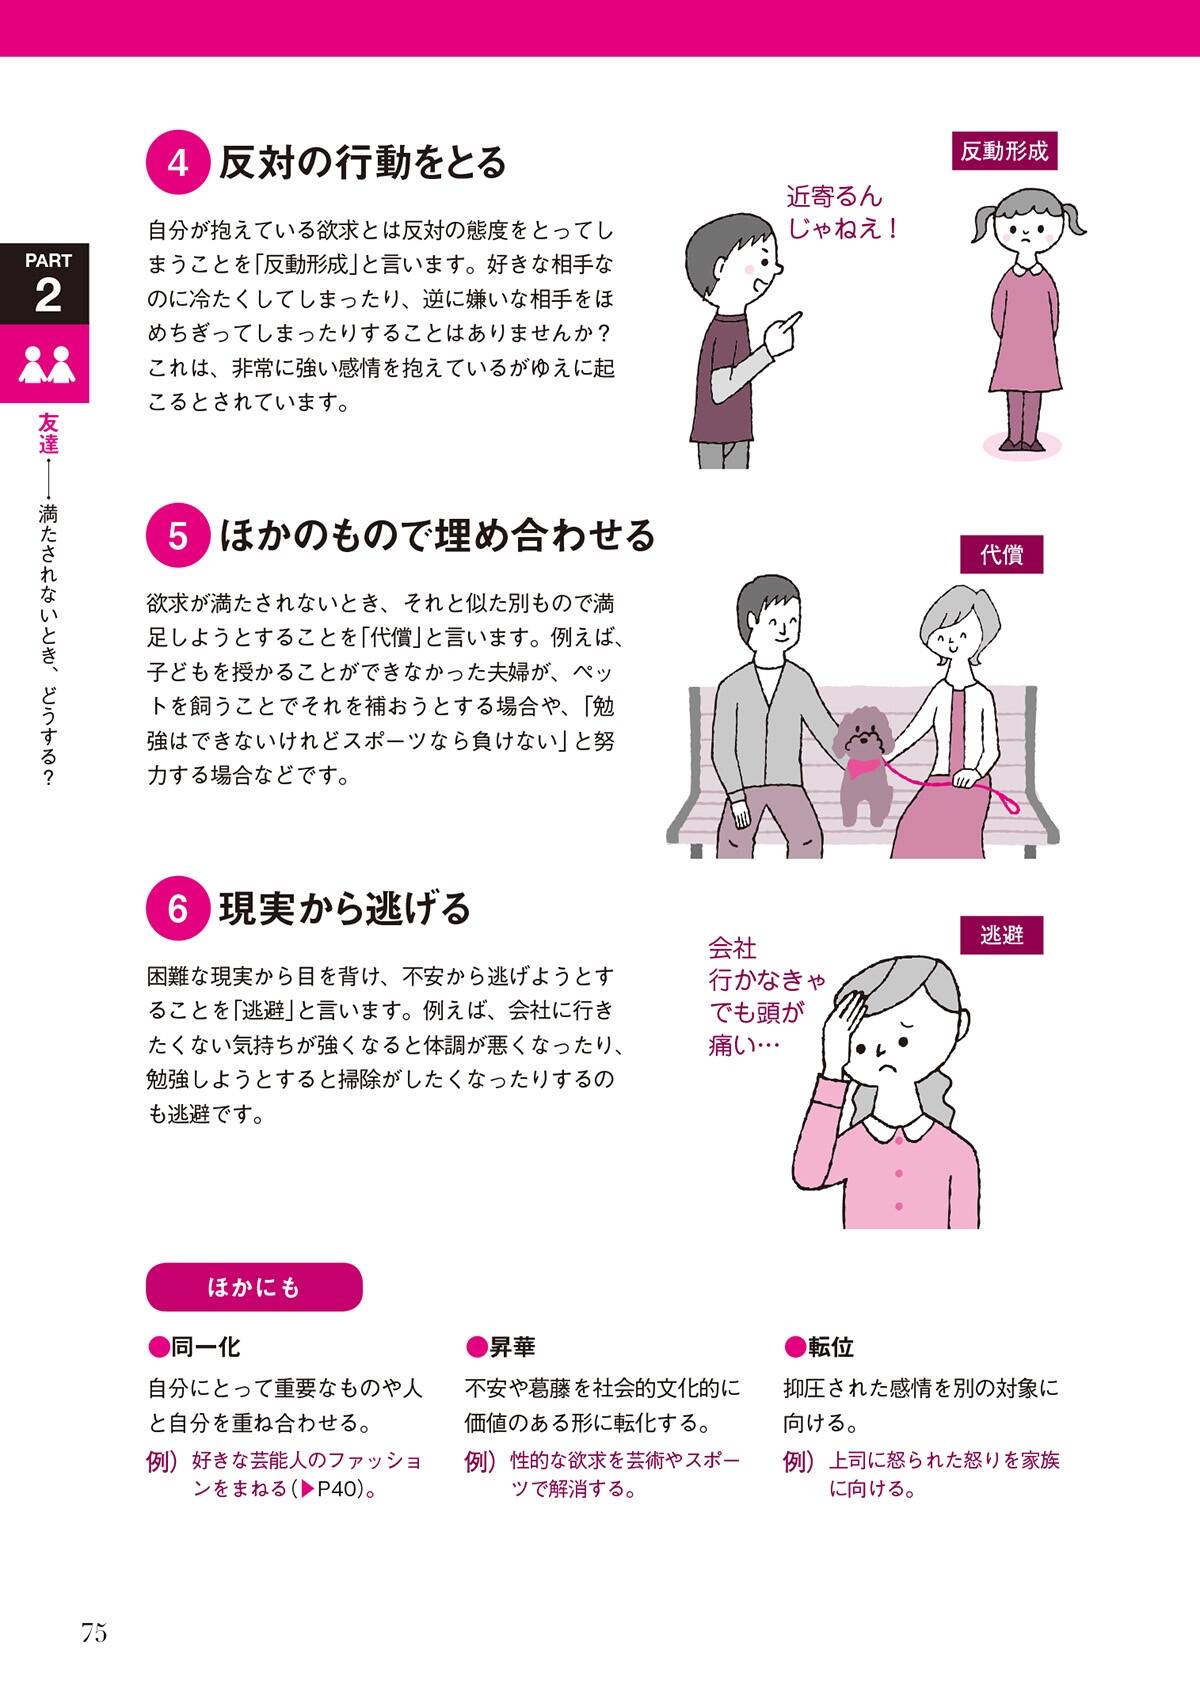 4 反対の行動をとる
反動形成
自分が抱えている欲求とは反対の態度をとってし
まうことを「反動形成」と言います。好きな相手な
のに冷たくしてしまったり、逆に嫌いな相手をほ
めちぎってしまったりすることはありませんか？
これは、非常に強い感情を抱えているがゆえに起
こるとされています。
近寄るん
じゃねえ！
PART
2
友達――満たされないとき、どうする？
5 ほかのもので埋め合わせる
代償
欲求が満たされないとき、それと似た別もので満
足しようとすることを「代償」と言います。例えば、
子どもを授かることができなかった夫婦が、ペッ
トを飼うことでそれを補おうとする場合や、「勉
強はできないけれどスポーツなら負けない」と努
力する場合などです。
6 現実から逃げる
逃避
困難な現実から目を背け、不安から逃げようとす
ることを「逃避」と言います。例えば、会社に行き
たくない気持ちが強くなると体調が悪くなったり、
勉強しようとすると掃除がしたくなったりするの
も逃避です。
会社
行かなきゃ
でも頭が
痛い…
ほかにも
●同一化
自分にとって重要なものや人
と自分を重ね合わせる。
例）好きな芸能人のファッショ
ンをまねる（▶P40）。
●昇華
不安や葛藤を社会的文化的に
価値のある形に転化する。
例）性的な欲求を芸術やスポー
ツで解消する。
●転位
抑圧された感情を別の対象に
向ける。
例）上司に怒られた怒りを家族
に向ける。
75